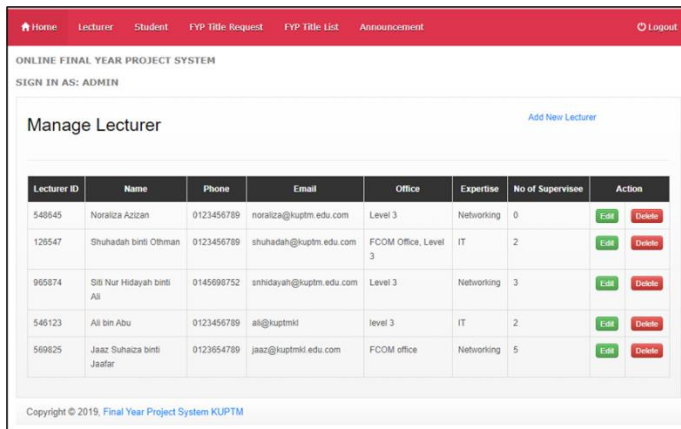 Home Lecturer Student FYP Title Request FYP Title List Announcement Logout
ONLINE FINAL YEAR PROJECT SYSTEM
SIGN IN AS: ADMIN
Manage Lecturer
Add New Lecturer
Lecturer ID Name Phone Email Office Expertise No of Supervisee Action
548645 Noraliza Azizan 0123456789 noraliza@kuptm.edu.com Level 3 Networking 0 Edit Delete
126547 Shuhadah binti Othman 0123456789 shuhadah@kuptm.edu.com FCOM Office, Level 3 IT 2 Edit Delete
965874 Siti Nur Hidayah binti Ali 0145698752 snhidayah@kuptm.edu.com Level 3 Networking 3 Edit Delete
546123 Ali bin Abu 0123456789 ali@kuptmkl level 3 IT 2 Edit Delete
569825 Jaaz Suhaiza binti Jaafar 0123654789 jaaz@kuptmkl.edu.com FCOM office Networking 5 Edit Delete
Copyright © 2019, Final Year Project System KUPTM